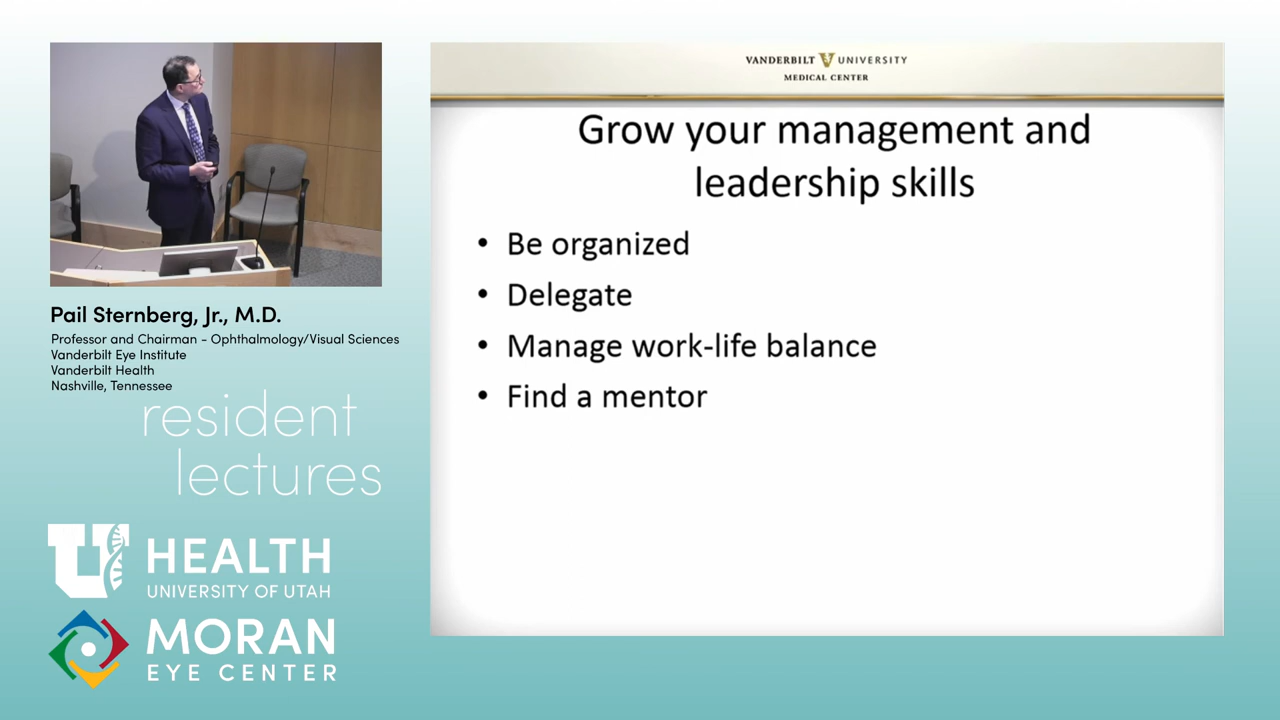 Pail Sternberg, Jr., M.D.
Professor and Chairman - Ophthalmology/Visual Sciences
Vanderbilt Eye Institute
Vanderbilt Health
Nashville, Tennessee
resident
lectures
U HEALTH
UNIVERSITY OF UTAH
MORAN
EYE CENTER
VANDERBILT V UNIVERSITY
MEDICAL CENTER
Grow your management and
leadership skills
• Be organized
• Delegate
• Manage work-life balance
• Find a mentor